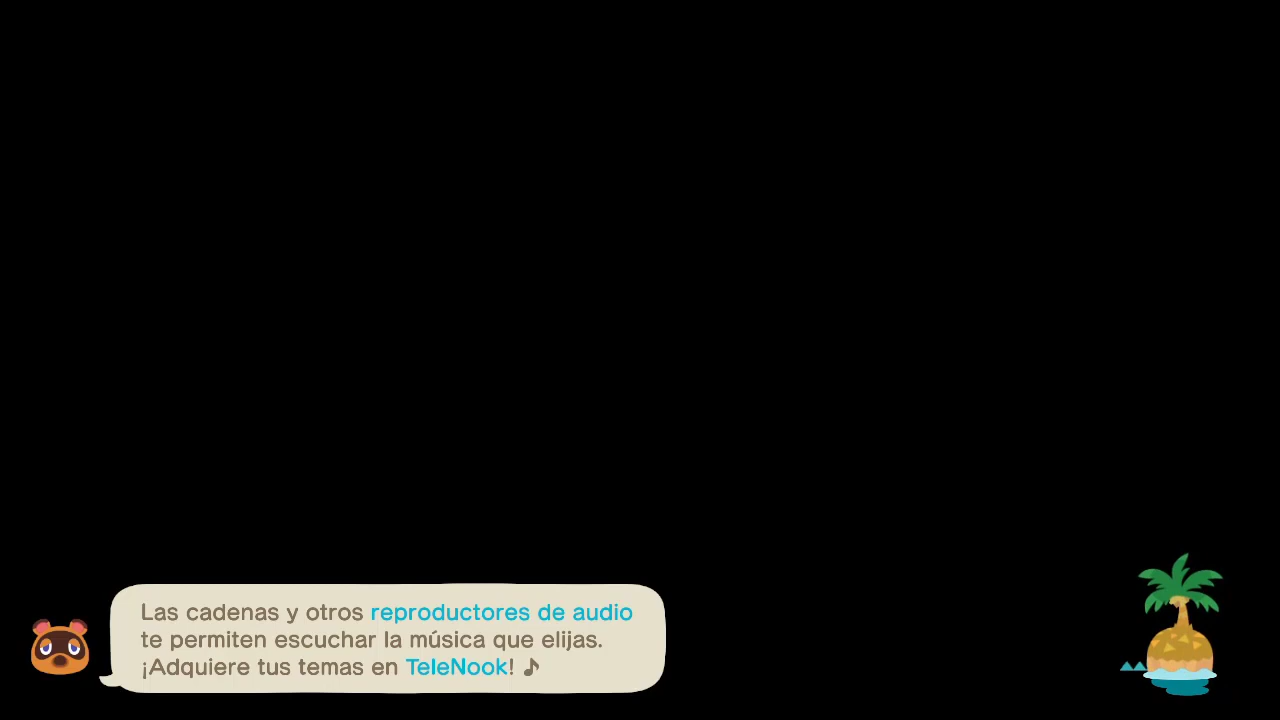 Las cadenas y otros reproductores de audio
te permiten escuchar la música que elijas.
¡Adquiere tus temas en TeleNook! ♪